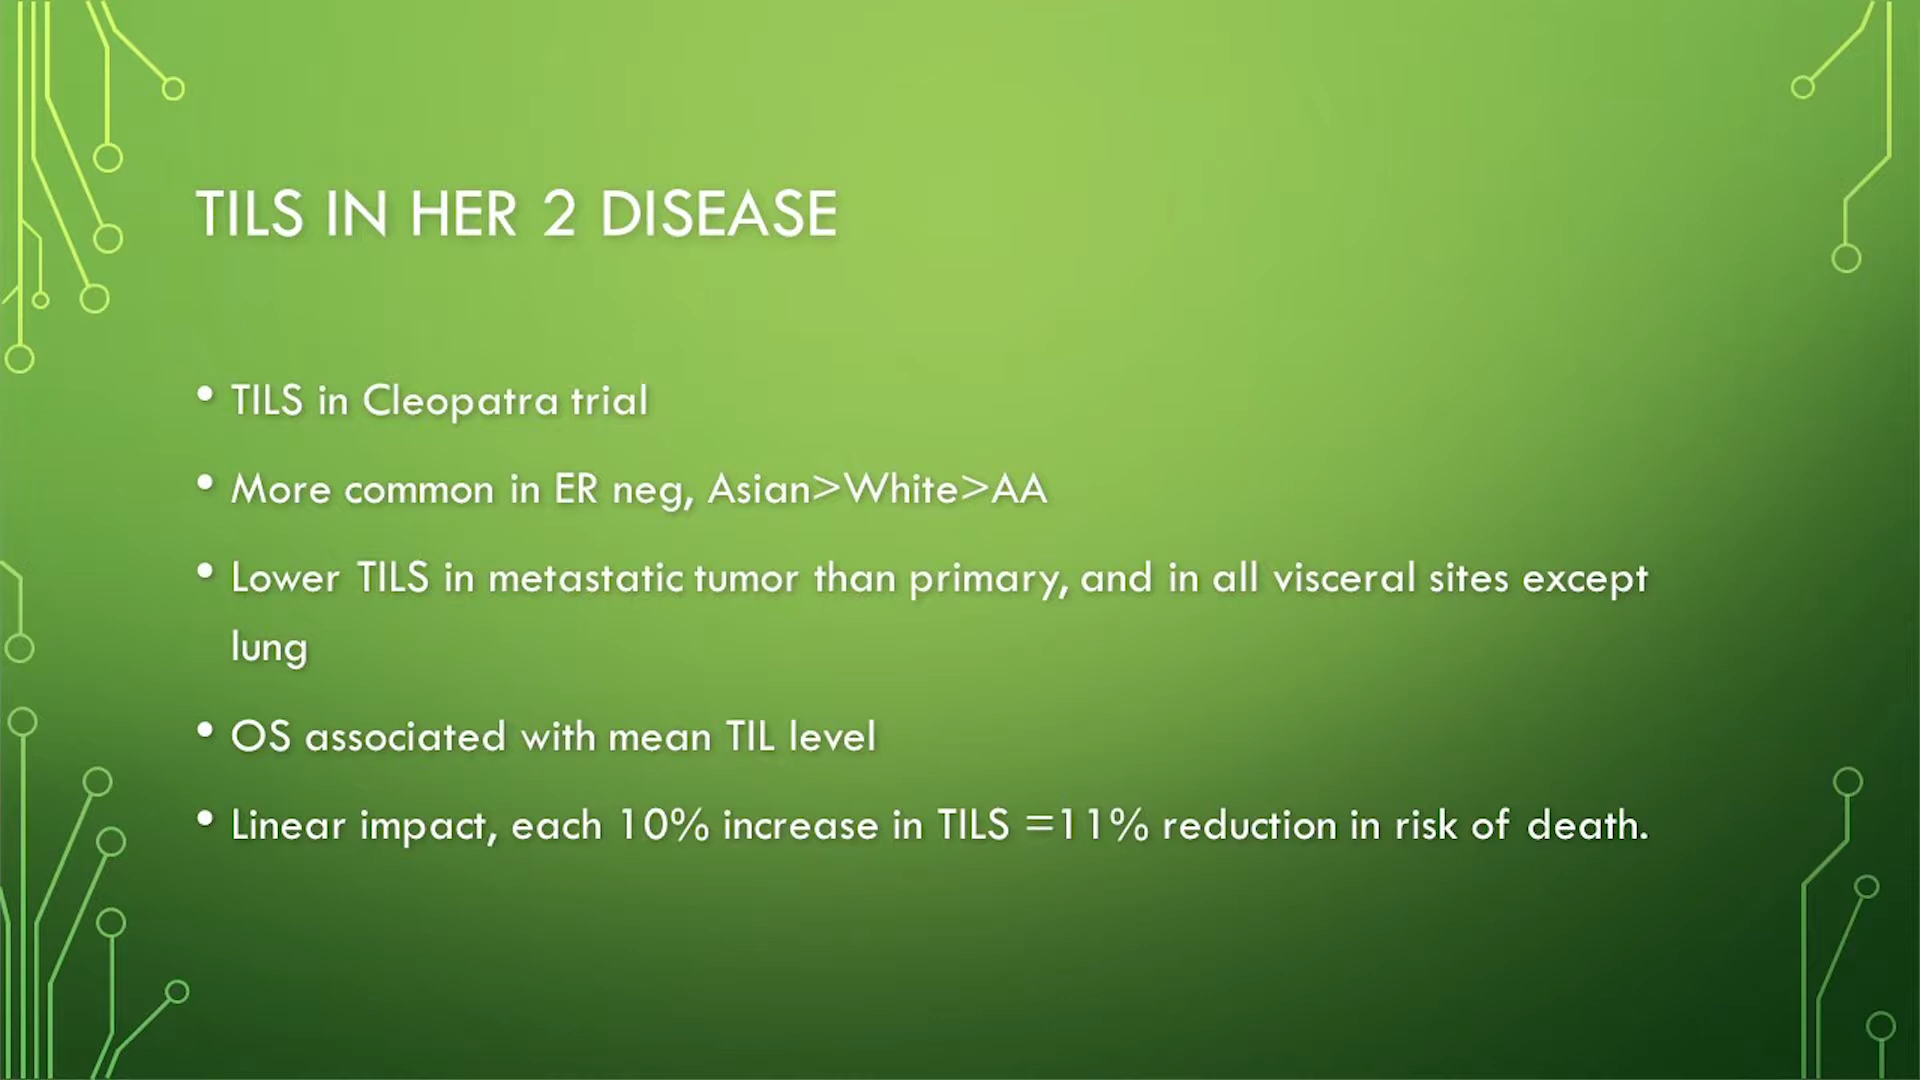 TILS IN HER 2 DISEASE
• TILS in Cleopatra trial
• More common in ER neg, Asian>White>AA
• Lower TILS in metastatic tumor than primary, and in all visceral sites except
lung
• OS associated with mean TIL level
• Linear impact, each 10% increase in TILS =11% reduction in risk of death.